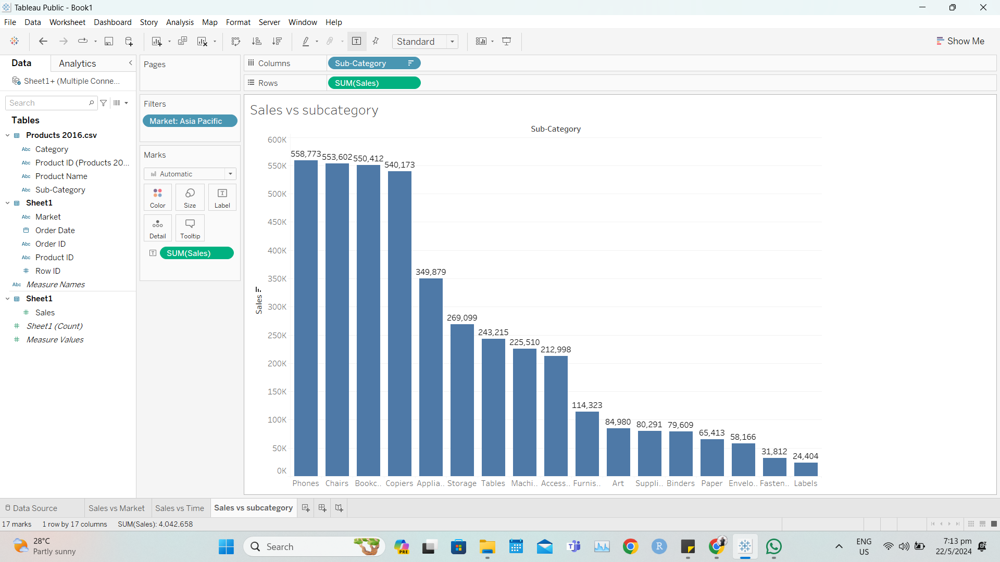 Tableau Public - Book1
File Data Worksheet Dashboard Story Analysis Map Format Server Window Help
Standard
Show Me
Data Analytics
Sheet1+ (Multiple Conne...
Search
Tables
Products 2016.csv
Abc Category
Abc Product ID (Products 20...
Abc Product Name
Abc Sub-Category
Sheet1
Abc Market
Order Date
Abc Order ID
Abc Product ID
# Row ID
Abc Measure Names
Sheet1
# Sales
# Sheet1 (Count)
# Measure Values
Pages
Filters
Market: Asia Pacific
Marks
Automatic
Color Size Label
Detail Tooltip
SUM(Sales)
Columns Sub-Category
Rows SUM(Sales)
Sales vs subcategory
Sub-Category
Sales
600K
550K
500K
450K
400K
350K
300K
250K
200K
150K
100K
50K
0K
558,773 553,602 550,412 540,173 349,879 269,099 243,215 225,510 212,998 114,323 84,980 80,291 79,609 65,413 58,166 31,812 24,404
Phones Chairs Bookc.. Copiers Applia.. Storage Tables Machi.. Access.. Furnis.. Art Suppli.. Binders Paper Envelo.. Fasten.. Labels
Data Source Sales vs Market Sales vs Time Sales vs subcategory
17 marks 1 row by 17 columns SUM(Sales): 4,042,658
28°C
Partly sunny
Search
PRE
ENG
US
7:13 pm
22/5/2024